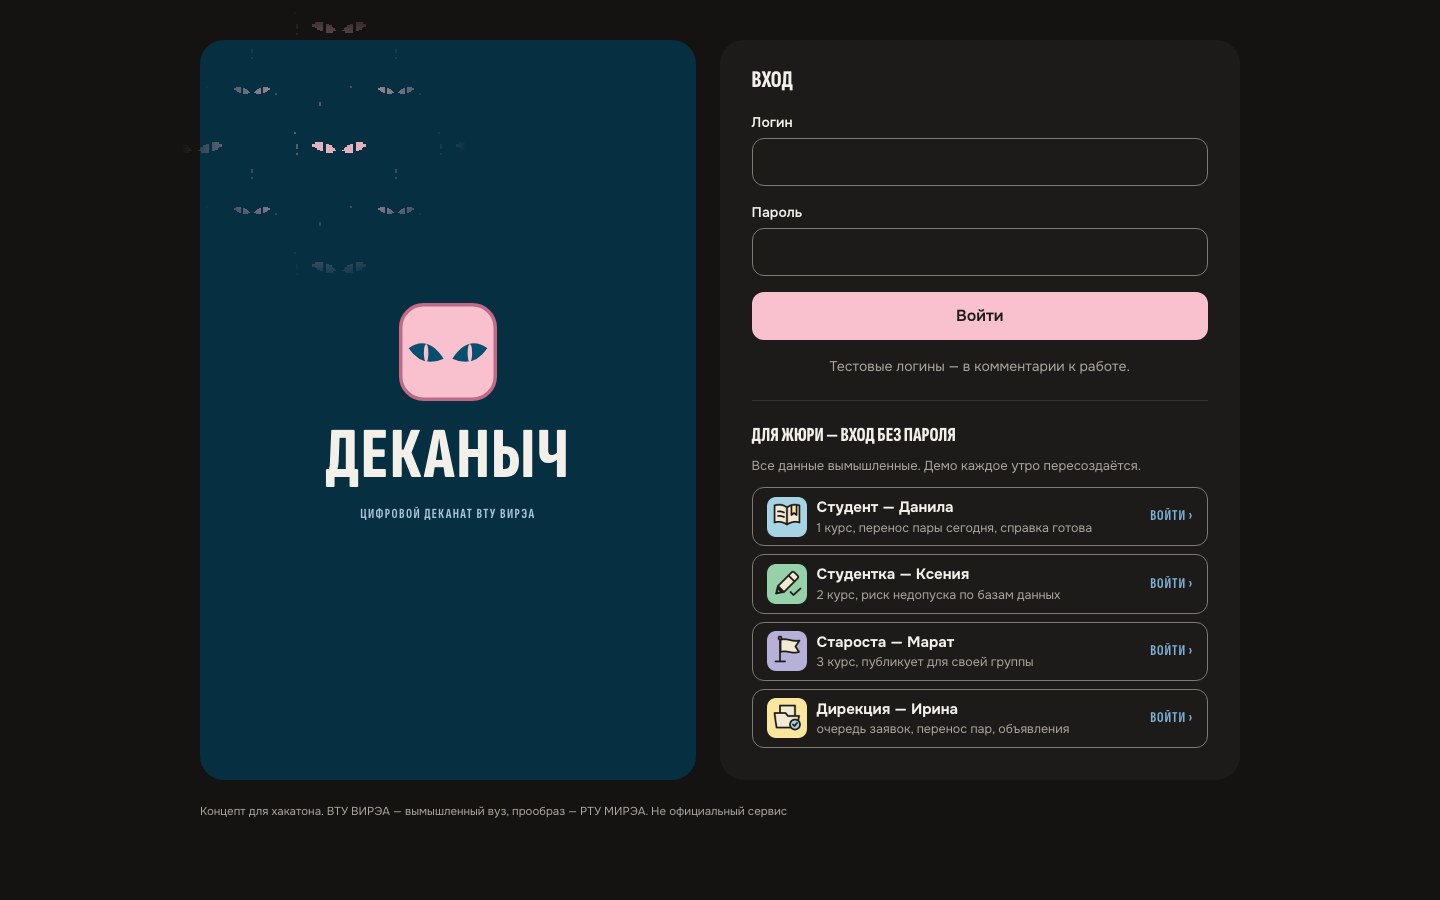 ДЕКАНЫЧ
ЦИФРОВОЙ ДЕКАНАТ ВТУ ВИРЭА
ВХОД
Логин
Пароль
Войти
Тестовые логины — в комментарии к работе.
ДЛЯ ЖЮРИ — ВХОД БЕЗ ПАРОЛЯ
Все данные вымышленные. Демо каждое утро пересоздаётся.
Студент — Данила
1 курс, перенос пары сегодня, справка готова
ВОЙТИ ›
Студентка — Ксения
2 курс, риск недопуска по базам данных
ВОЙТИ ›
Староста — Марат
3 курс, публикует для своей группы
ВОЙТИ ›
Дирекция — Ирина
очередь заявок, перенос пар, объявления
ВОЙТИ ›
Концепт для хакатона. ВТУ ВИРЭА — вымышленный вуз, прообраз — РТУ МИРЭА. Не официальный сервис